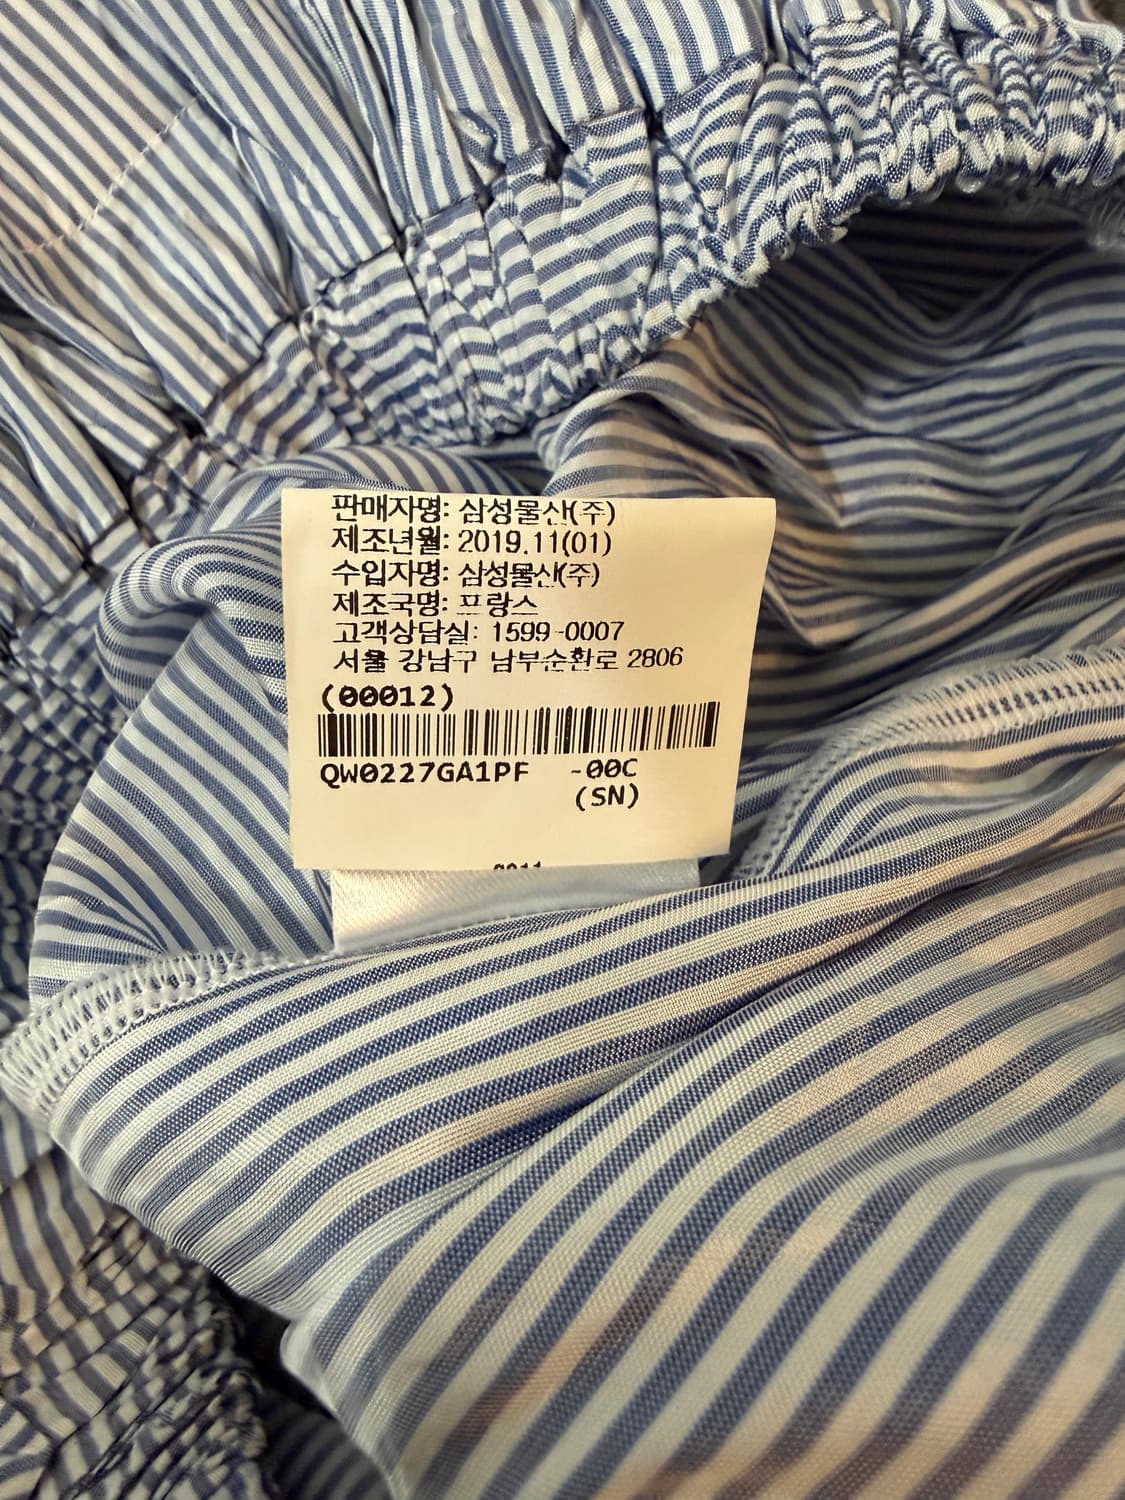 판매자명: 삼성물산(주)
제조년월: 2019.11(01)
수입자명: 삼성물산(주)
제조국명: 프랑스
고객상담실: 1599-0007
서울 강남구 남부순환로 2806
(00012)
QW0227GA1PF -00C
(SN)